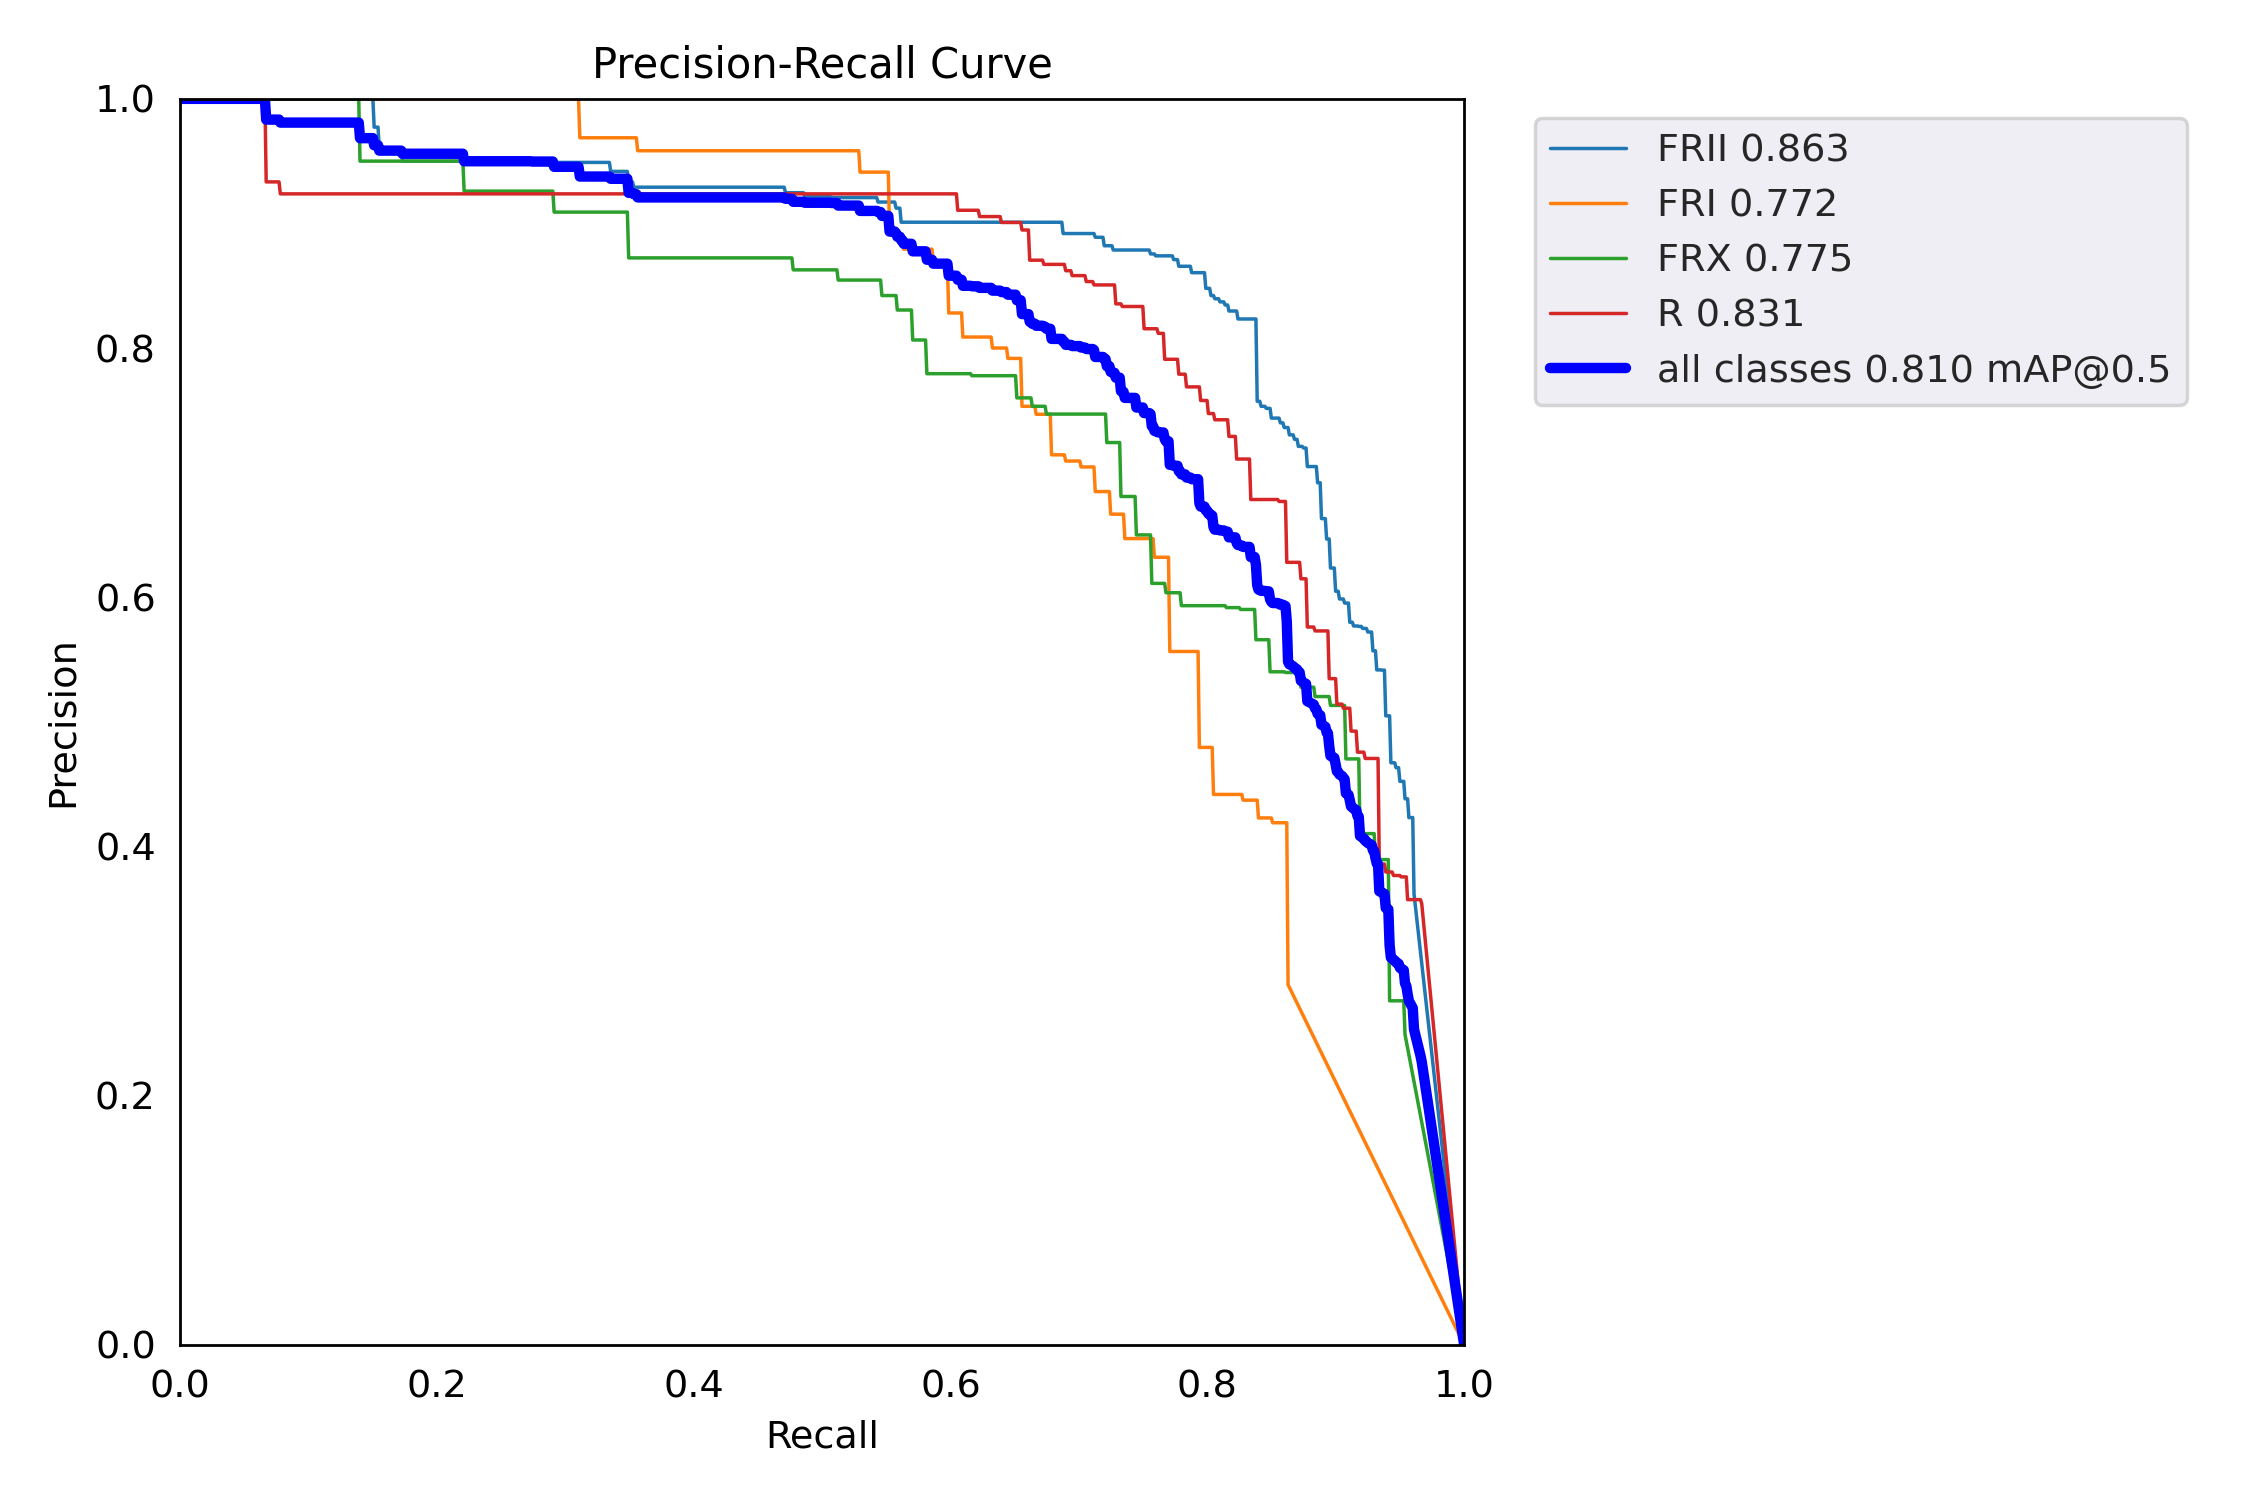 Precision-Recall Curve
1.0
0.8
0.6
0.4
0.2
0.0
Precision
0.0 0.2 0.4 0.6 0.8 1.0
Recall
FRII 0.863
FRI 0.772
FRX 0.775
R 0.831
all classes 0.810 mAP@0.5